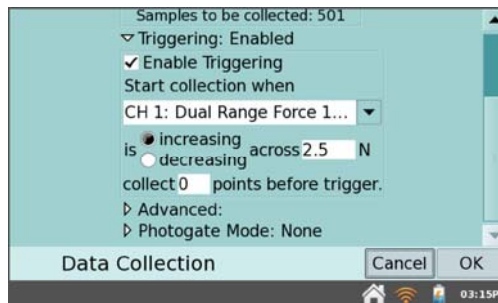 Samples to be collected: 501
Triggering: Enabled
Enable Triggering
Start collection when
CH 1: Dual Range Force 1...
increasing
is across 2.5 N
decreasing
collect 0 points before trigger.
Advanced:
Photogate Mode: None
Data Collection Cancel OK
03:15P